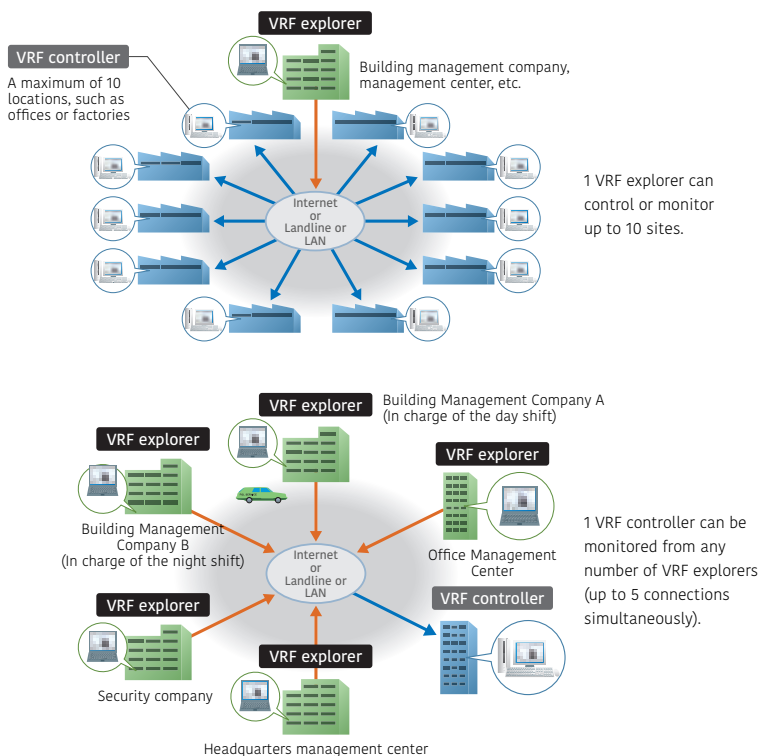 VRF explorer
VRF controller
A maximum of 10
locations, such as
offices or factories
Building management company,
management center, etc.
Internet
or
Landline or
LAN
1 VRF explorer can
control or monitor
up to 10 sites.
VRF explorer
Building Management Company A
(In charge of the day shift)
VRF explorer
Building Management
Company B
(In charge of the night shift)
VRF explorer
Office Management
Center
Internet
or
Landline or
LAN
1 VRF controller can be
monitored from any
number of VRF explorers
(up to 5 connections
simultaneously).
VRF controller
VRF explorer
Security company
VRF explorer
Headquarters management center